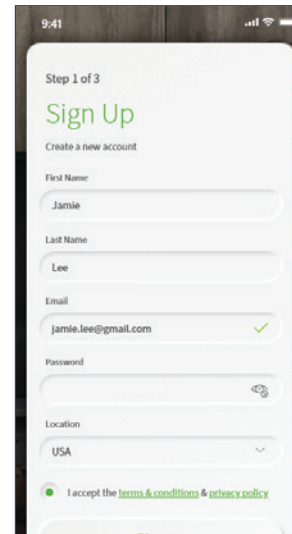 9:41
Step 1 of 3
Sign Up
Create a new account
First Name
Jamie
Last Name
Lee
Email
jamie.lee@gmail.com
Password
Location
USA
I accept the terms & conditions & privacy policy